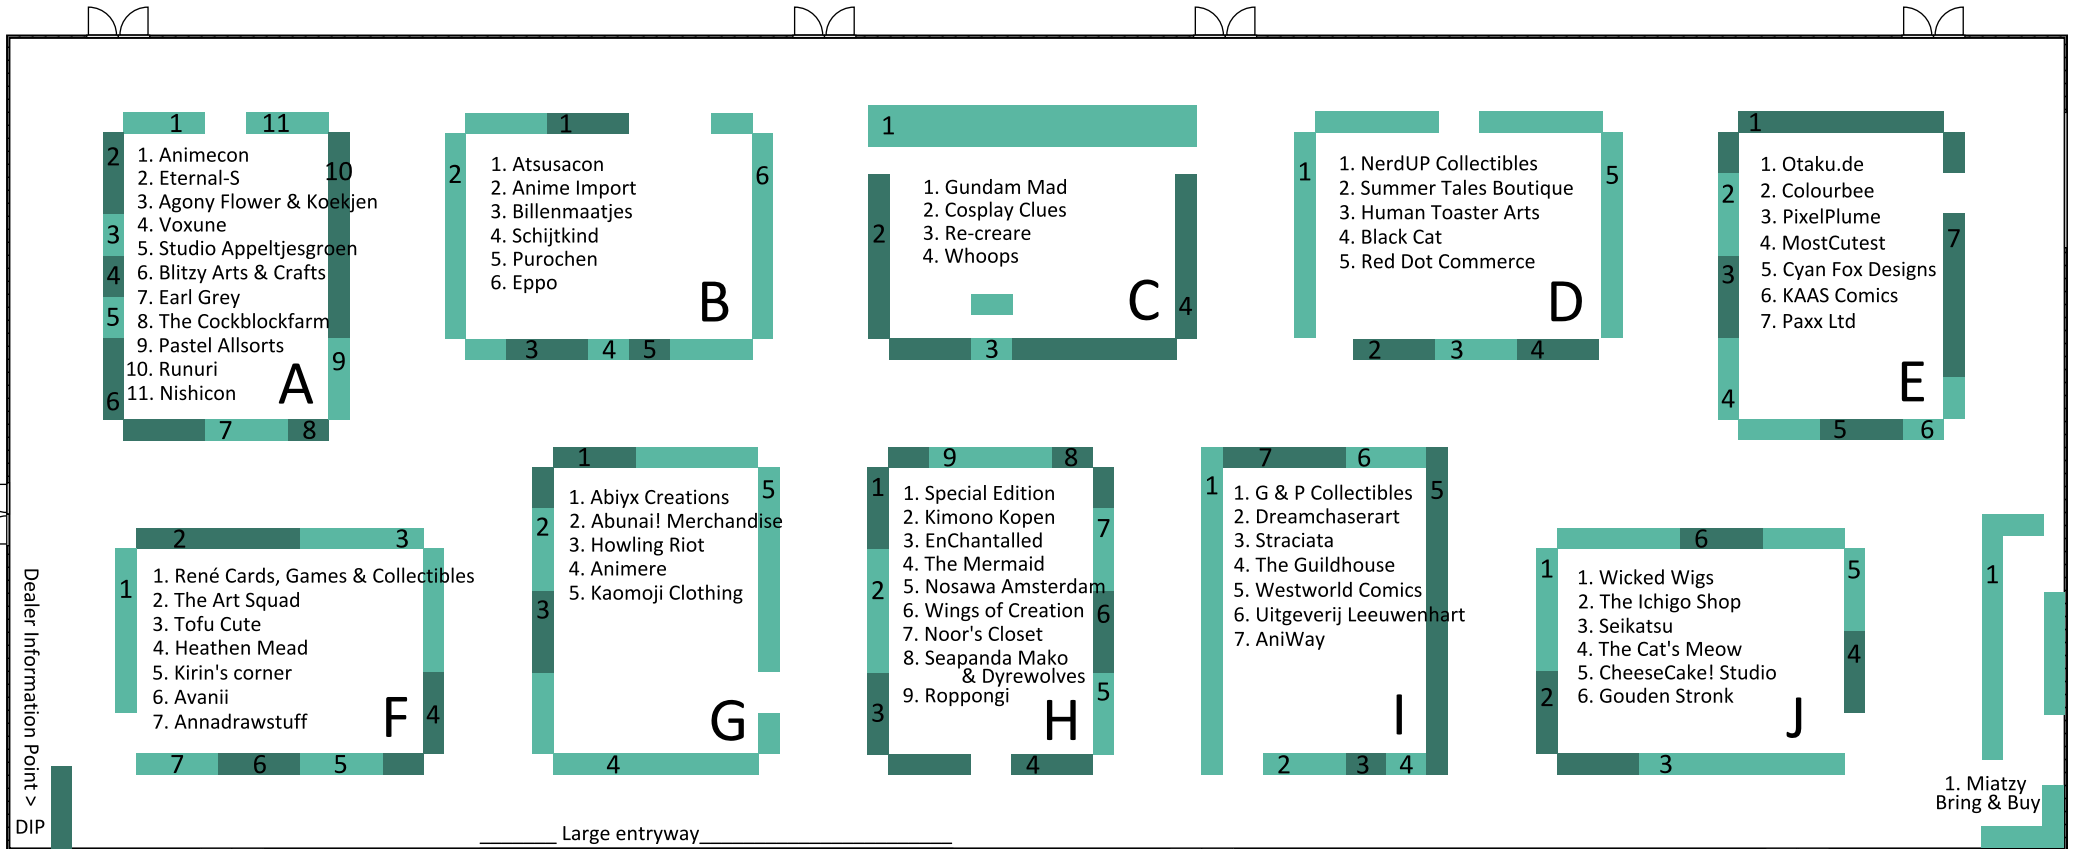 1 11
2
10
3
4
5
9
6
7 8
1. Animecon
2. Eternal-S
3. Agony Flower & Koekjen
4. Voxune
5. Studio Appeltjesgroen
6. Blitzy Arts & Crafts
7. Earl Grey
8. The Cockblockfarm
9. Pastel Allsorts
10. Runuri
11. Nishicon
A
1
2
6
3 4 5
1. Atsusacon
2. Anime Import
3. Billenmaatjes
4. Schijtkind
5. Purochen
6. Eppo
B
1
2
4
3
1. Gundam Mad
2. Cosplay Clues
3. Re-creare
4. Whoops
C
1
5
2 3 4
1. NerdUP Collectibles
2. Summer Tales Boutique
3. Human Toaster Arts
4. Black Cat
5. Red Dot Commerce
D
1
2
7
3
4
5 6
1. Otaku.de
2. Colourbee
3. PixelPlume
4. MostCutest
5. Cyan Fox Designs
6. KAAS Comics
7. Paxx Ltd
E
2 3
1
4
7 6 5
1. René Cards, Games & Collectibles
2. The Art Squad
3. Tofu Cute
4. Heathen Mead
5. Kirin's corner
6. Avanii
7. Annadrawstuff
F
1
5
2
3
4
1. Abiyx Creations
2. Abunai! Merchandise
3. Howling Riot
4. Animere
5. Kaomoji Clothing
G
9 8
1
7
2
6
5
3
4
1. Special Edition
2. Kimono Kopen
3. EnChantalled
4. The Mermaid
5. Nosawa Amsterdam
6. Wings of Creation
7. Noor's Closet
8. Seapanda Mako
& Dyrewolves
9. Roppongi
H
7 6
1
5
2 3 4
1. G & P Collectibles
2. Dreamchaserart
3. Straciata
4. The Guildhouse
5. Westworld Comics
6. Uitgeverij Leeuwenhart
7. AniWay
I
6
1
5
4
2
3
1. Wicked Wigs
2. The Ichigo Shop
3. Seikatsu
4. The Cat's Meow
5. CheeseCake! Studio
6. Gouden Stronk
J
1
1. Miatzy
Bring & Buy
Dealer Information Point >
DIP
Large entryway